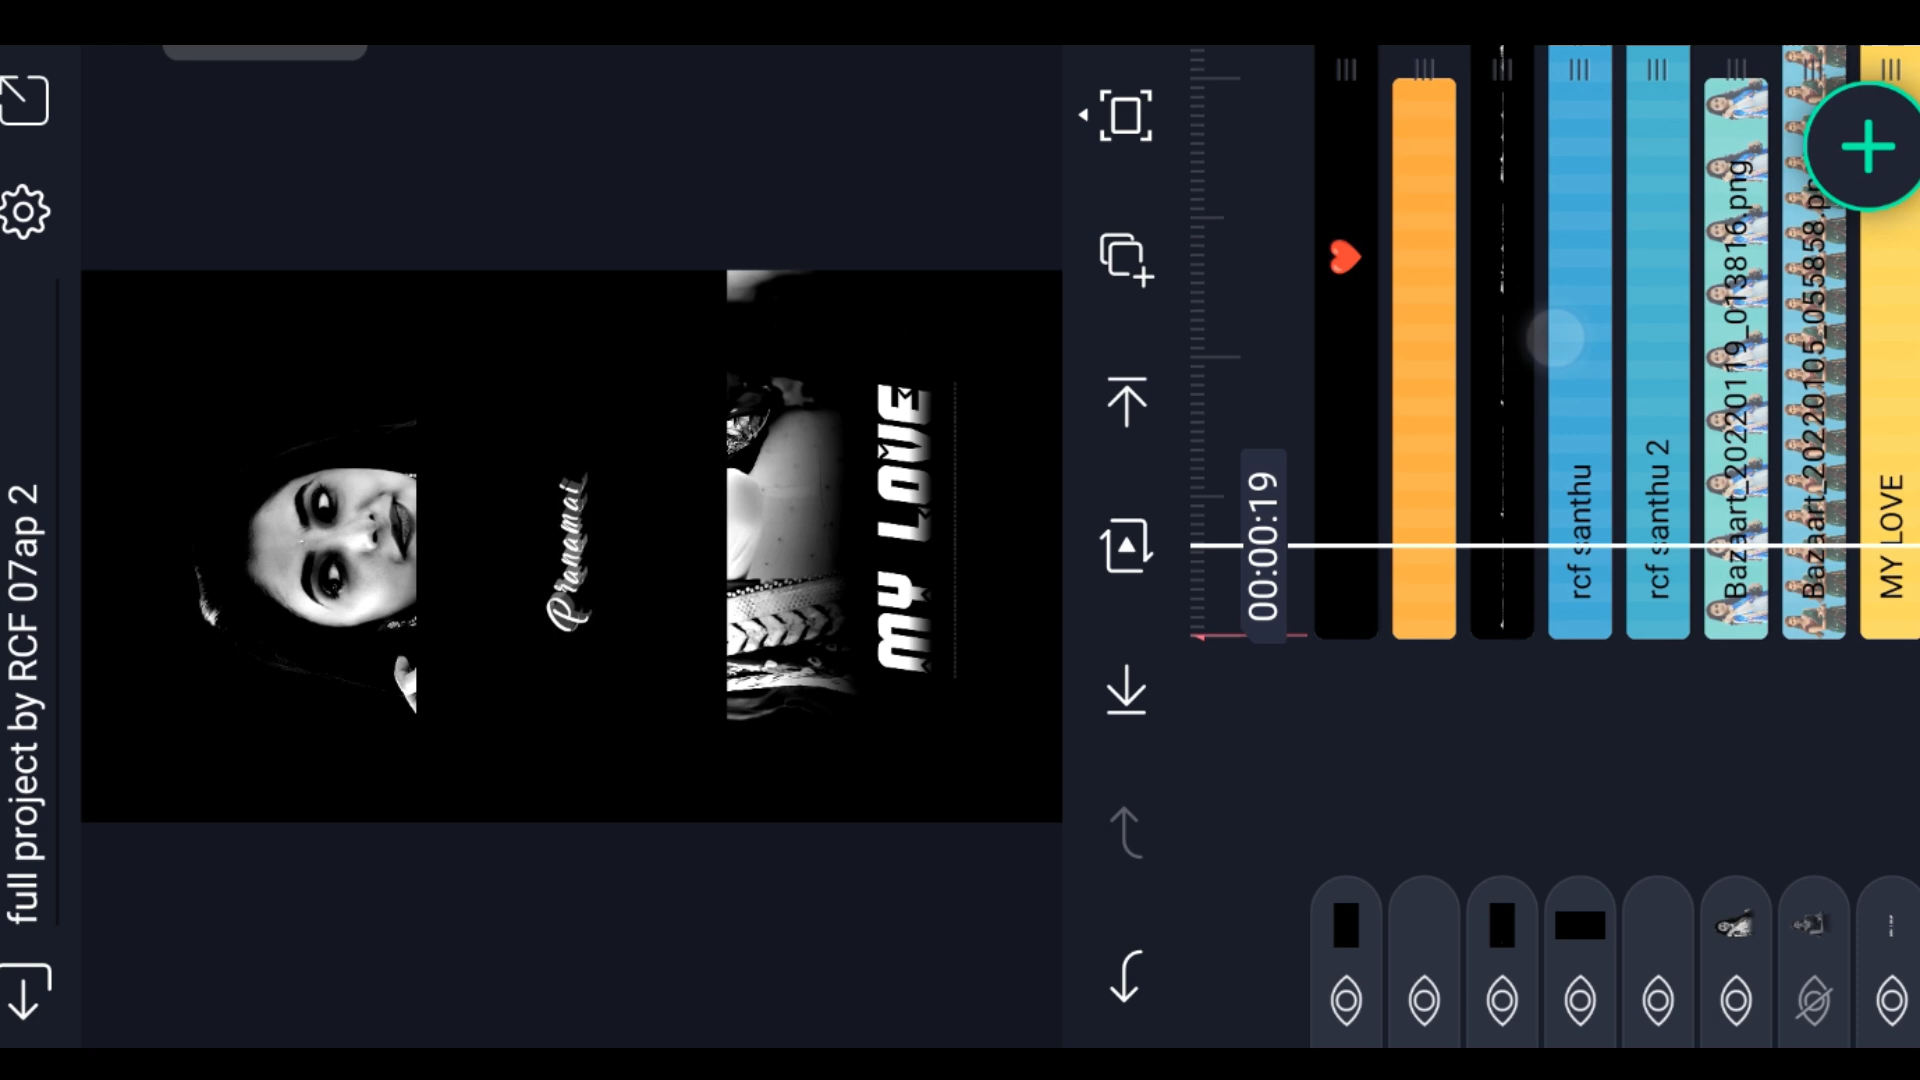 full project by RCF 07ap 2
Pranamai
MY LOVE
00:00:19
rcf santhu
rcf santhu 2
Bazaart_20220119_013816.png
Bazaart_20220105_055858.pn
MY LOVE